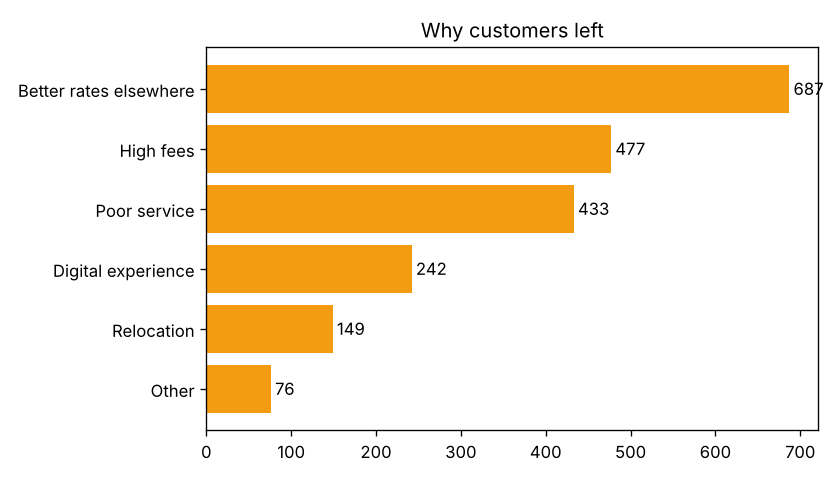 Why customers left
Better rates elsewhere 687
High fees 477
Poor service 433
Digital experience 242
Relocation 149
Other 76
0 100 200 300 400 500 600 700